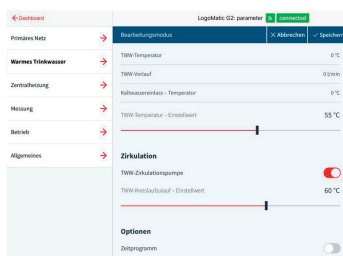 Dashboard
LogoMatic G2: parameter & connected
Primäres Netz
Warmes Trinkwasser
Zentralheizung
Messung
Betrieb
Allgemeines
Bearbeitungsmodus
Abbrechen
Speichern
TWW-Temperatur 0 °C
TWW-Vorlauf 0 l/min
Kaltwassereinlass - Temperatur 0 °C
TWW-Temperatur - Einstellwert 55 °C
Zirkulation
TWW-Zirkulationspumpe
TWW-Kreislaufzulauf - Einstellwert 60 °C
Optionen
Zeitprogramm